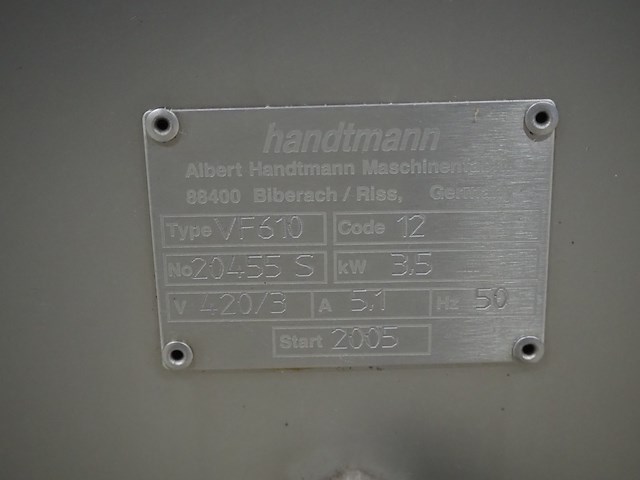 handtmann
Albert Handtmann
88400 Biberach / Riss,
Type VF610 Code 12
No 20455 S kW 3,5
V 420/3 A 5,1 Hz 50
Start 2005